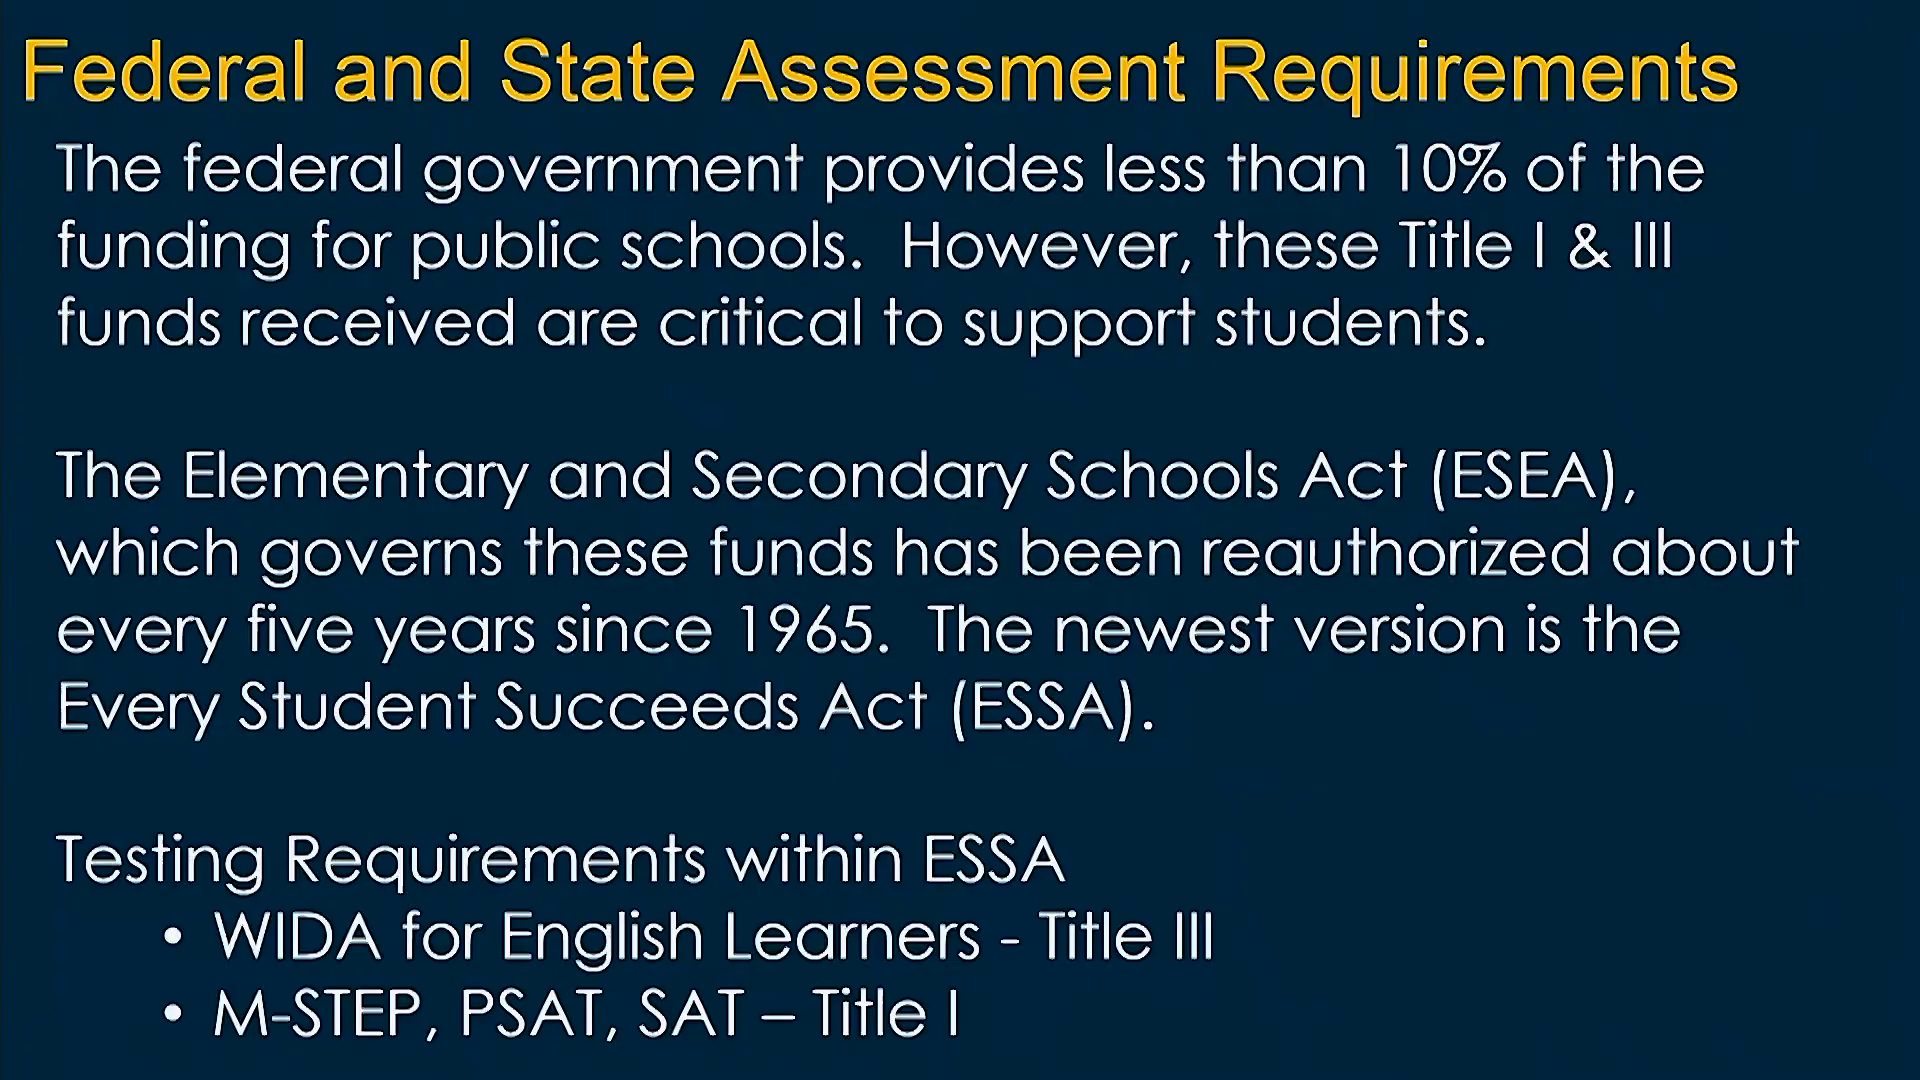 Federal and State Assessment Requirements
The federal government provides less than 10% of the
funding for public schools.  However, these Title I & III
funds received are critical to support students.
The Elementary and Secondary Schools Act (ESEA),
which governs these funds has been reauthorized about
every five years since 1965.  The newest version is the
Every Student Succeeds Act (ESSA).
Testing Requirements within ESSA
• WIDA for English Learners - Title III
• M-STEP, PSAT, SAT – Title I